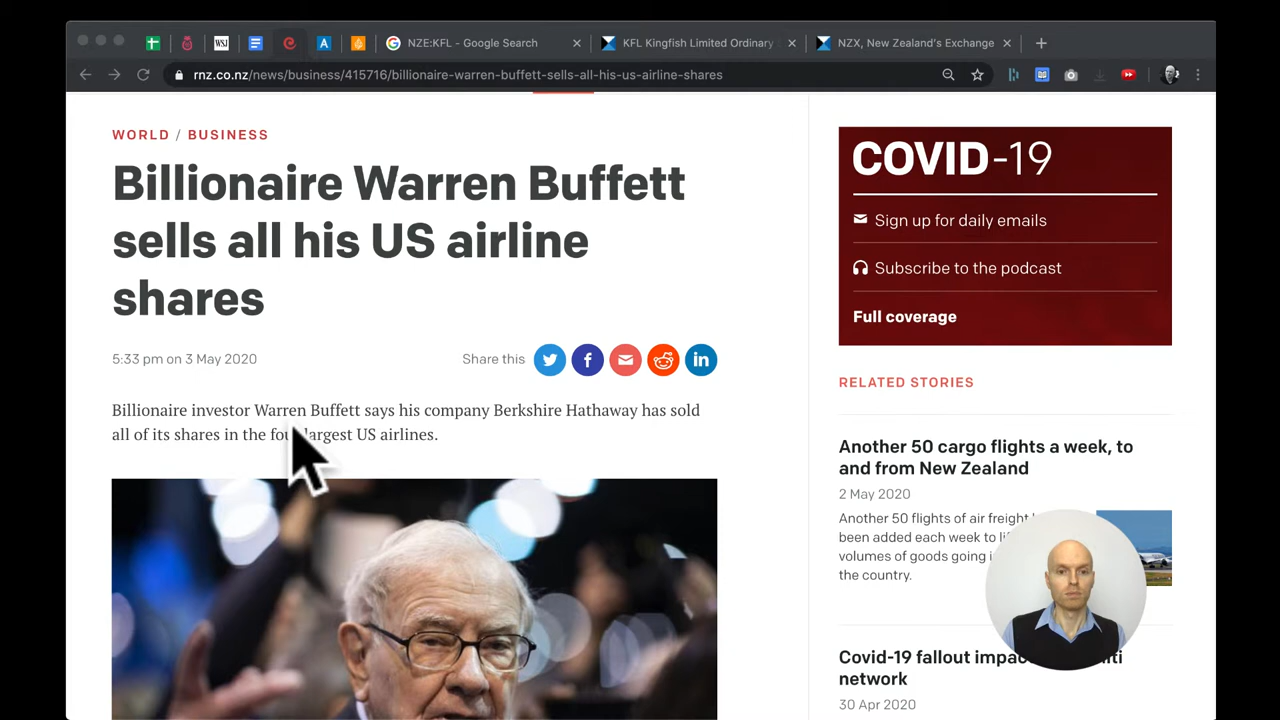 WSJ
NZE:KFL - Google Search
KFL Kingfish Limited Ordinary
NZX, New Zealand's Exchange
rnz.co.nz/news/business/415716/billionaire-warren-buffett-sells-all-his-us-airline-shares
WORLD / BUSINESS
Billionaire Warren Buffett
sells all his US airline
shares
5:33 pm on 3 May 2020
Share this
Billionaire investor Warren Buffett says his company Berkshire Hathaway has sold
all of its shares in the largest US airlines.
COVID-19
Sign up for daily emails
Subscribe to the podcast
Full coverage
RELATED STORIES
Another 50 cargo flights a week, to
and from New Zealand
2 May 2020
Another 50 flights of air freight
been added each week to
volumes of goods going
the country.
Covid-19 fallout
network
30 Apr 2020